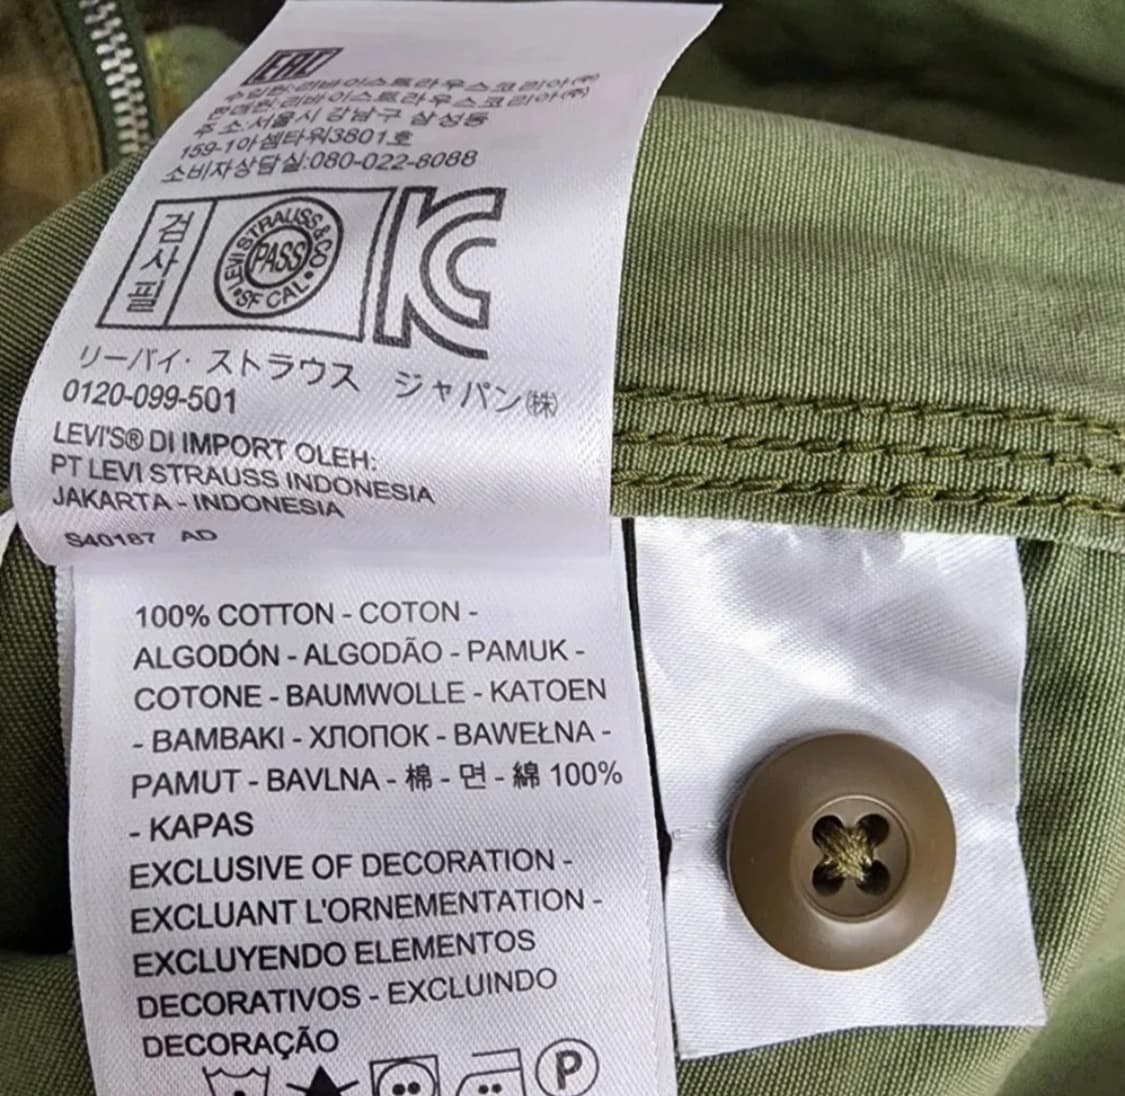 EAC
수입원:리바이스트라우스코리아(주)
판매원:리바이스트라우스코리아(주)
주 소:서울시 강남구 삼성동
159-1아셈타워3801호
소비자상담실:080-022-8088
검사필
LEVI STRAUSS & CO
PASS
SF CAL.
KC
リーバイ・ストラウス ジャパン(株)
0120-099-501
LEVI'S® DI IMPORT OLEH:
PT LEVI STRAUSS INDONESIA
JAKARTA - INDONESIA
S40187 AD
100% COTTON - COTON -
ALGODÓN - ALGODÃO - PAMUK -
COTONE - BAUMWOLLE - KATOEN
- BAMBAKI - ХЛОПОК - BAWEŁNA -
PAMUT - BAVLNA - 棉 - 면 - 綿 100%
- KAPAS
EXCLUSIVE OF DECORATION -
EXCLUANT L'ORNEMENTATION -
EXCLUYENDO ELEMENTOS
DECORATIVOS - EXCLUINDO
DECORAÇÃO
P